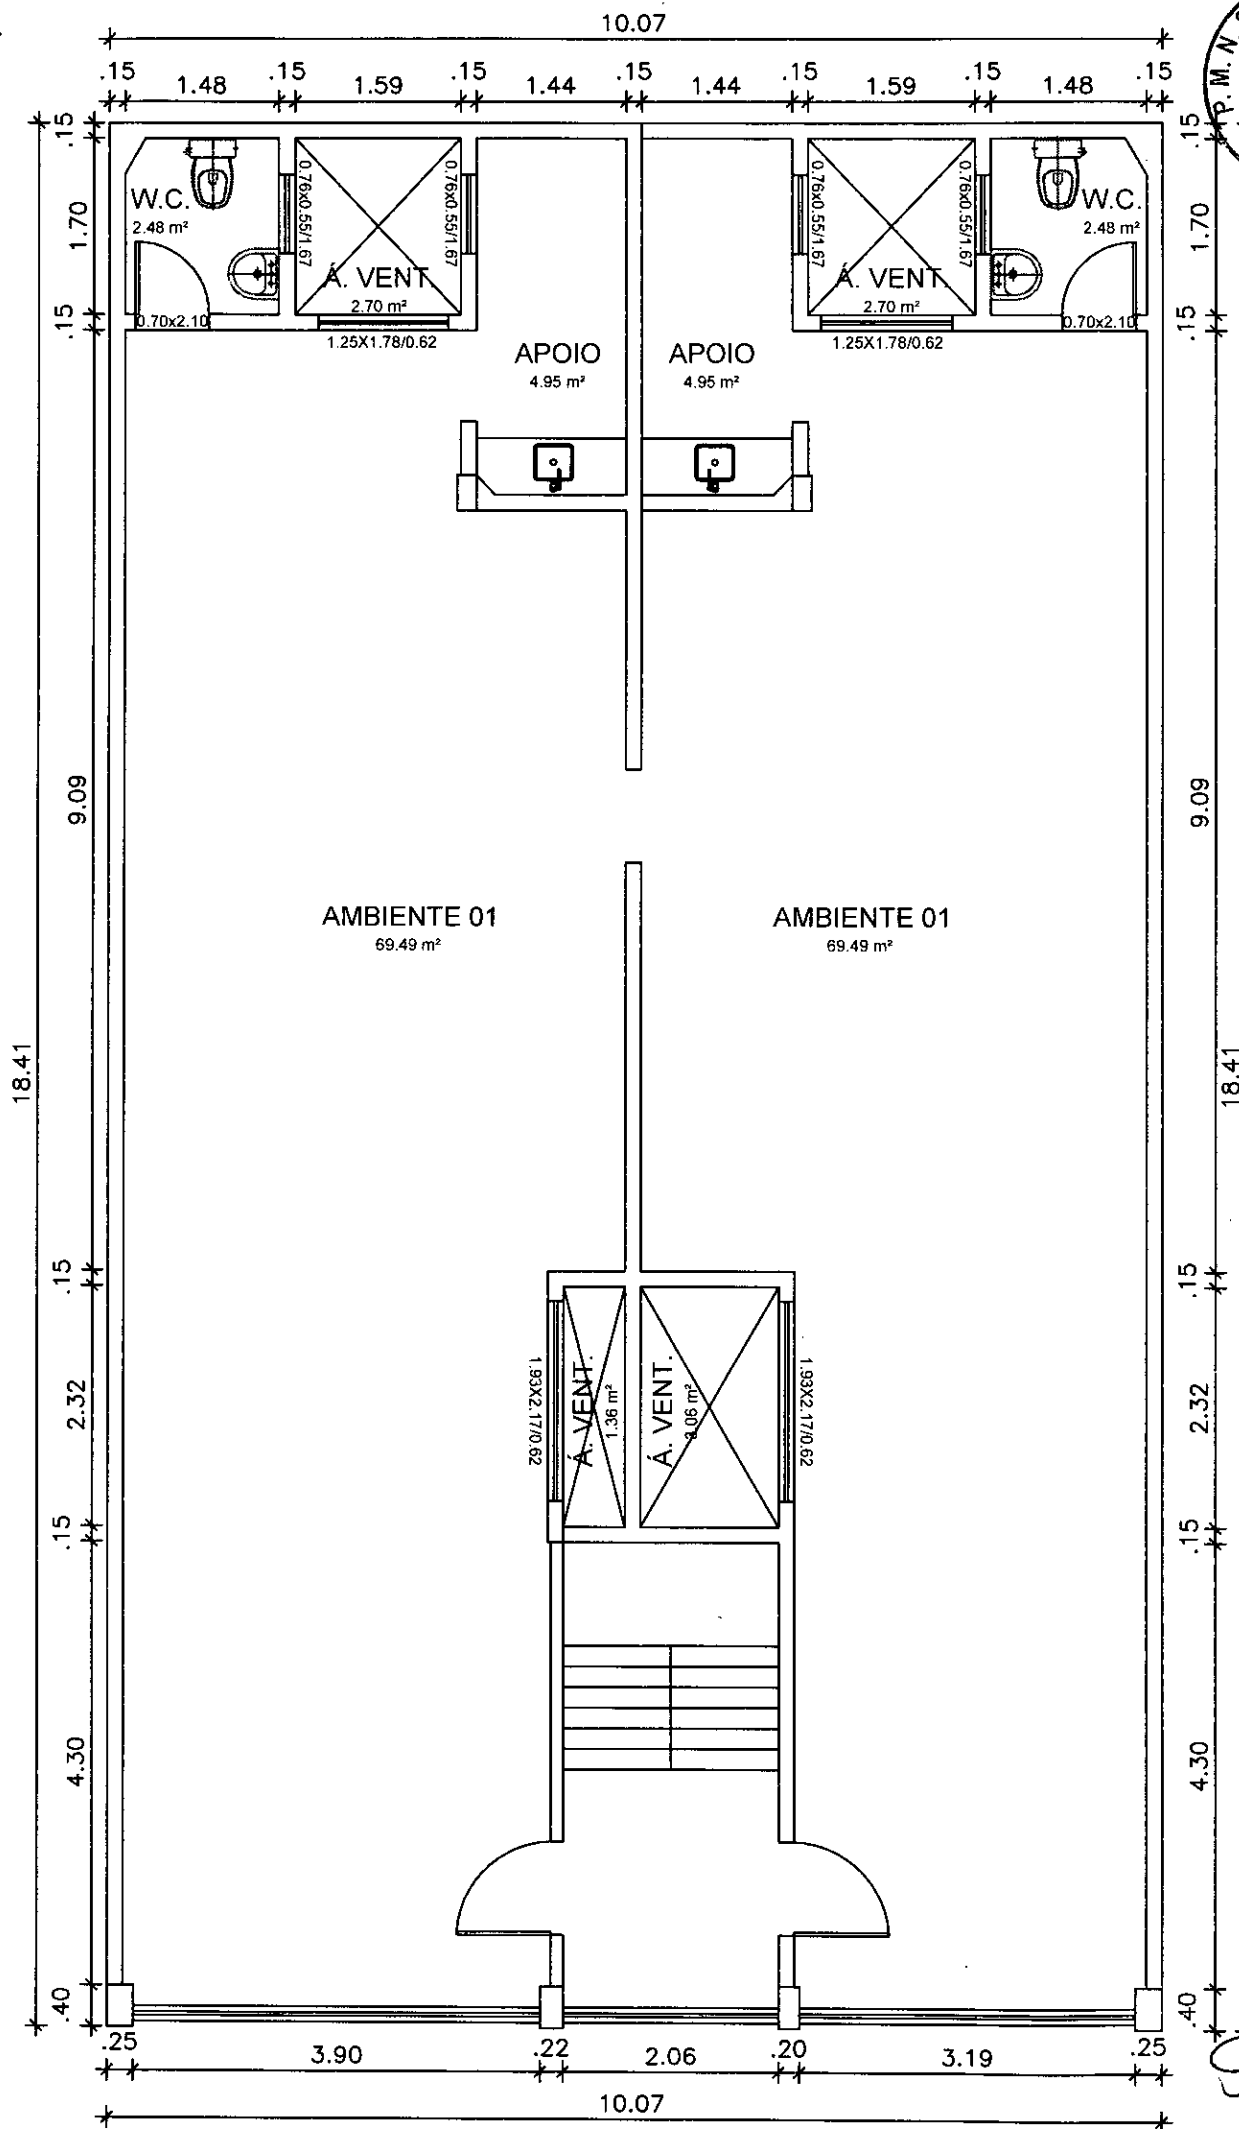 10.07
.15 .15 .15 .15 .15 .15 .15
1.48 1.59 1.44 1.44 1.59 1.48
P. M. N.
.15
.15
W.C.
2.48 m²
0.76x0.55/1.67
0.76x0.55/1.67
0.76x0.55/1.67
0.76x0.55/1.67
W.C.
2.48 m²
1.70
1.70
Á. VENT.
2.70 m²
Á. VENT.
2.70 m²
.15
0.70x2.10
0.70x2.10
.15
1.25X1.78/0.62
1.25X1.78/0.62
APOIO
4.95 m²
APOIO
4.95 m²
9.09
9.09
AMBIENTE 01
69.49 m²
AMBIENTE 01
69.49 m²
18.41
18.41
.15
.15
1.93X2.17/0.62
Á. VENT.
1.36 m²
Á. VENT.
3.06 m²
1.93X2.17/0.62
2.32
2.32
.15
.15
4.30
4.30
.40
.40
.25 .22 .20 .25
3.90 2.06 3.19
10.07